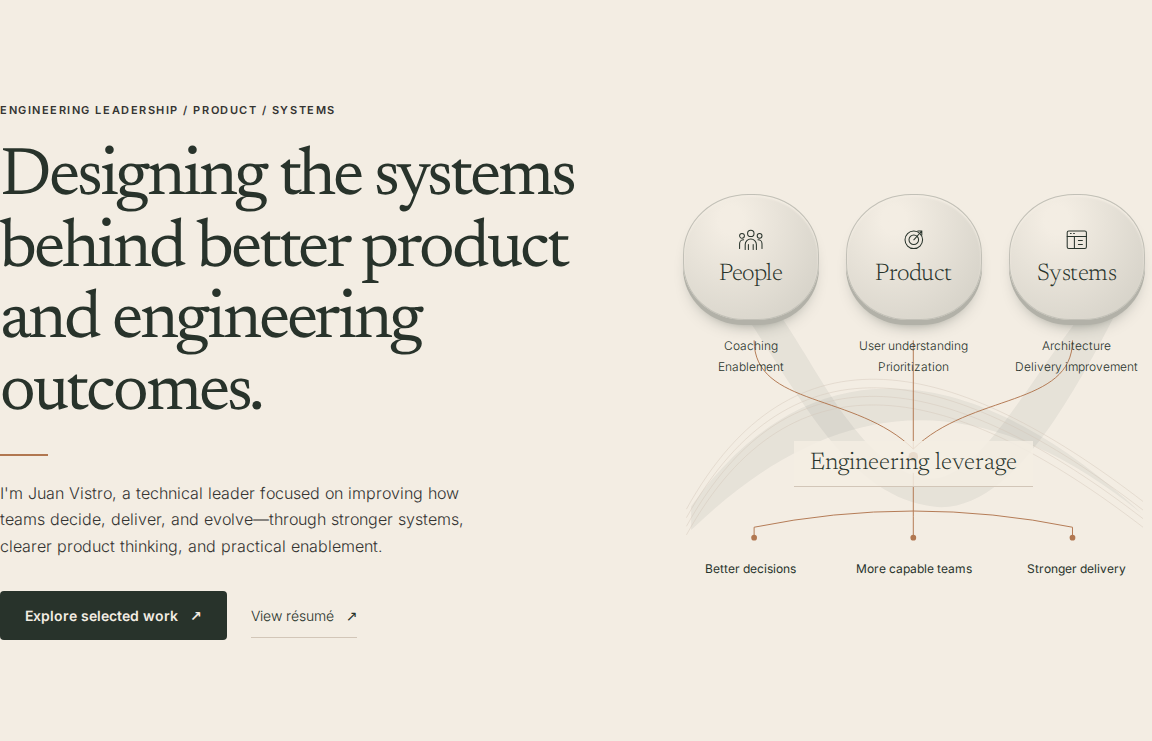 ENGINEERING LEADERSHIP / PRODUCT / SYSTEMS
Designing the systems
behind better product
and engineering
outcomes.
I'm Juan Vistro, a technical leader focused on improving how
teams decide, deliver, and evolve—through stronger systems,
clearer product thinking, and practical enablement.
Explore selected work ↗
View résumé ↗
People
Product
Systems
Coaching
Enablement
User understanding
Prioritization
Architecture
Delivery improvement
Engineering leverage
Better decisions
More capable teams
Stronger delivery